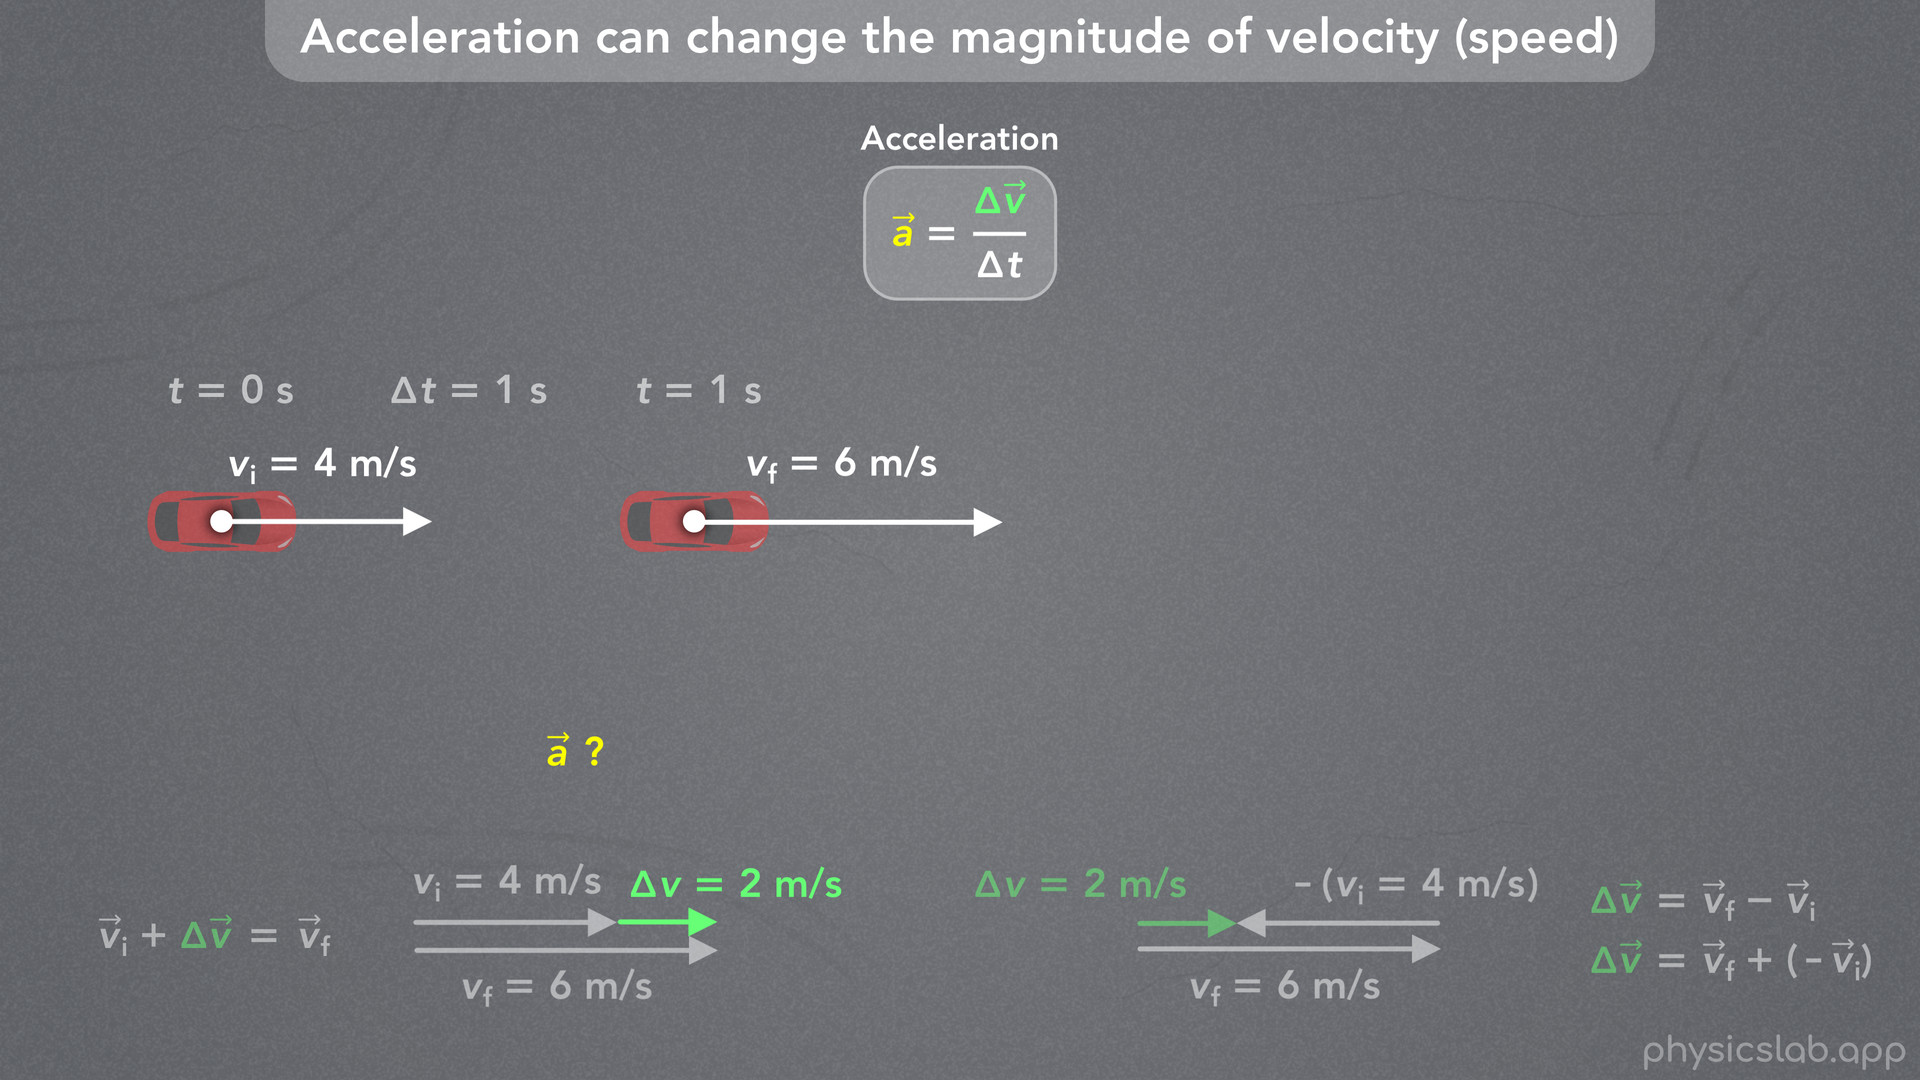 Acceleration can change the magnitude of velocity (speed)
Acceleration
a⃗ = Δv⃗ / Δt
t = 0 s   Δt = 1 s   t = 1 s
vᵢ = 4 m/s   v_f = 6 m/s
a⃗ ?
vᵢ = 4 m/s   Δv = 2 m/s   Δv = 2 m/s   – (vᵢ = 4 m/s)
v⃗ᵢ + Δv⃗ = v⃗_f
v_f = 6 m/s   v_f = 6 m/s
Δv⃗ = v⃗_f − v⃗ᵢ
Δv⃗ = v⃗_f + (- v⃗ᵢ)
physicslab.app